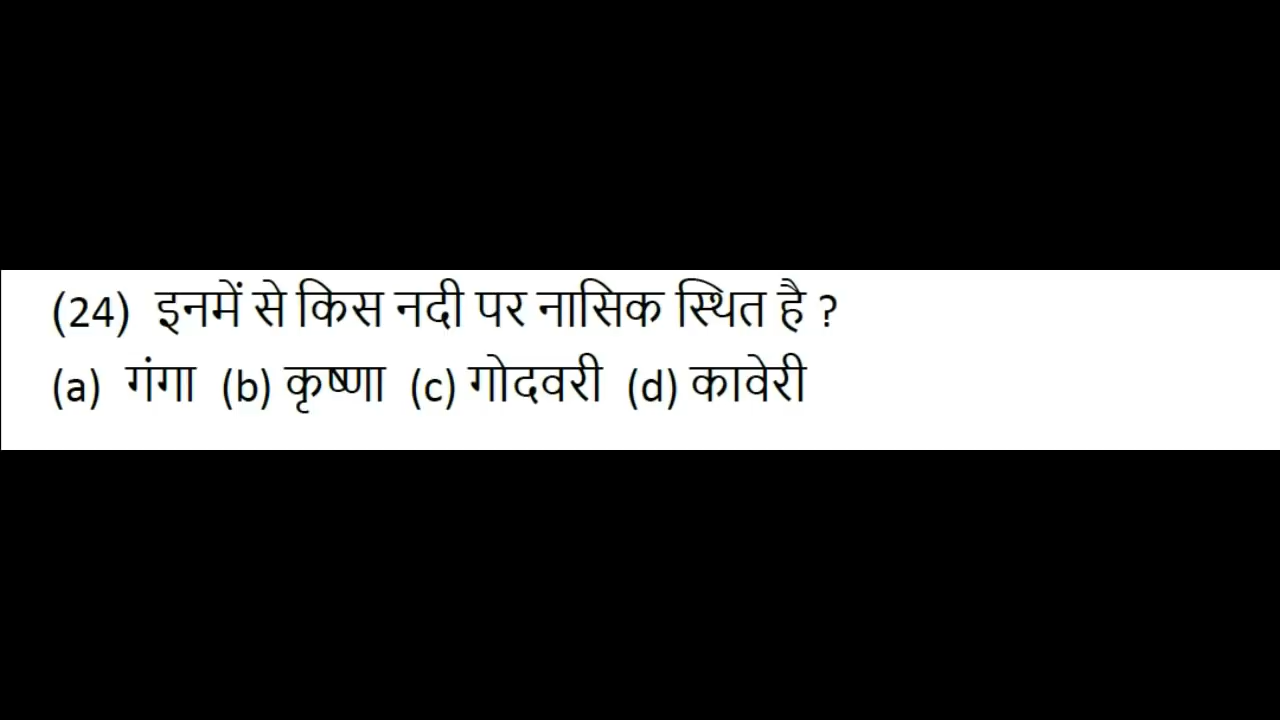 (24) इनमें से किस नदी पर नासिक स्थित है ?
(a) गंगा (b) कृष्णा (c) गोदवरी (d) कावेरी